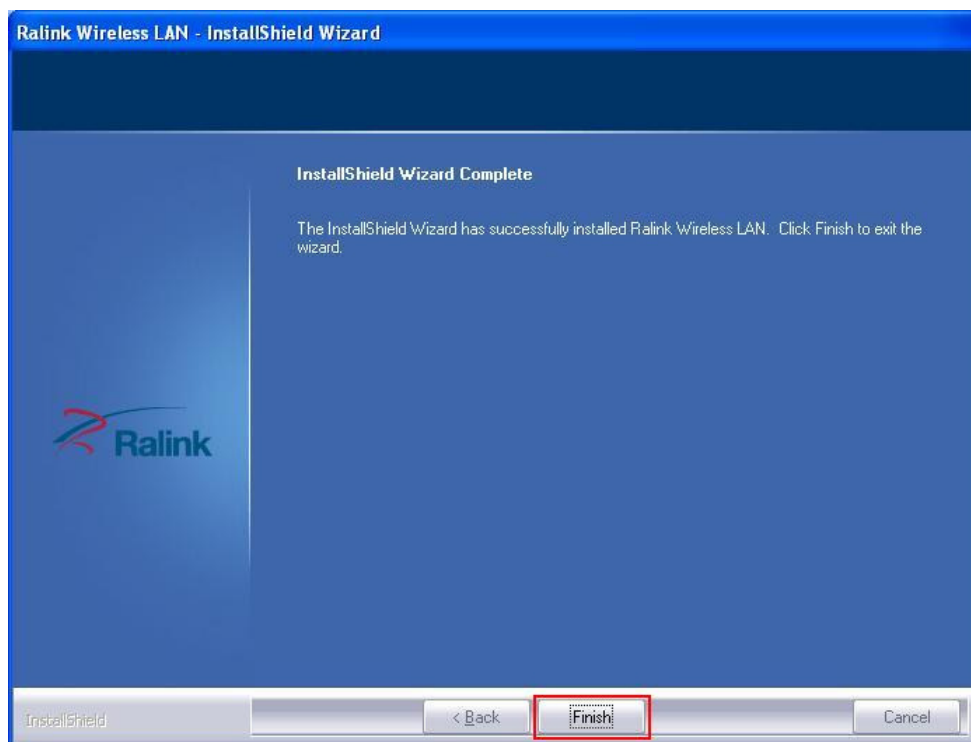 Ralink Wireless LAN - InstallShield Wizard
InstallShield Wizard Complete
The InstallShield Wizard has successfully installed Ralink Wireless LAN. Click Finish to exit the
wizard.
Ralink
InstallShield
< Back
Finish
Cancel